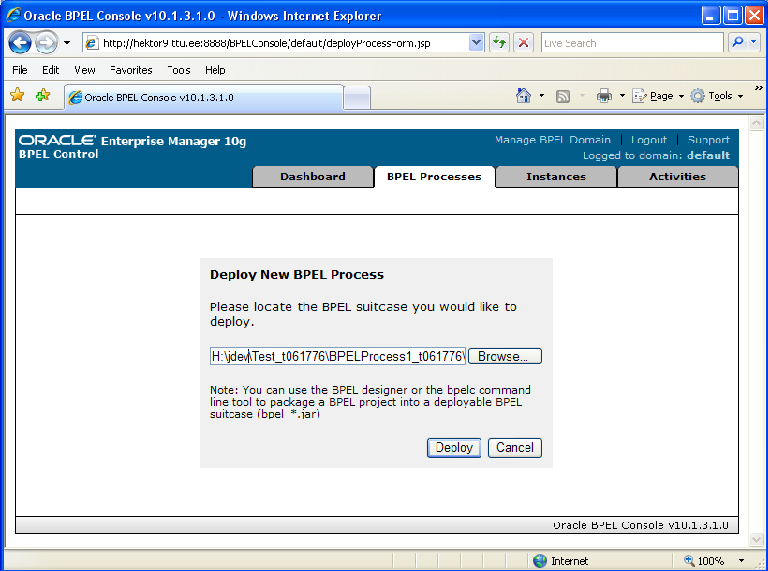 Oracle BPEL Console v10.1.3.1.0 - Windows Internet Explorer
http://hektor9.ttu.ee:8888/BPELConsole/default/deployProcessForm.jsp
Live Search
File Edit View Favorites Tools Help
Oracle BPEL Console v10.1.3.1.0
Page Tools »
ORACLE Enterprise Manager 10g
BPEL Control
Manage BPEL Domain | Logout | Support
Logged to domain: default
Dashboard BPEL Processes Instances Activities
Deploy New BPEL Process
Please locate the BPEL suitcase you would like to
deploy.
H:\jdev\Test_t061776\BPELProcess1_t061776\ Browse...
Note: You can use the BPEL designer or the bpelc command
line tool to package a BPEL project into a deployable BPEL
suitcase (bpel_*.jar)
Deploy Cancel
Oracle BPEL Console v10.1.3.1.0
Internet 100%